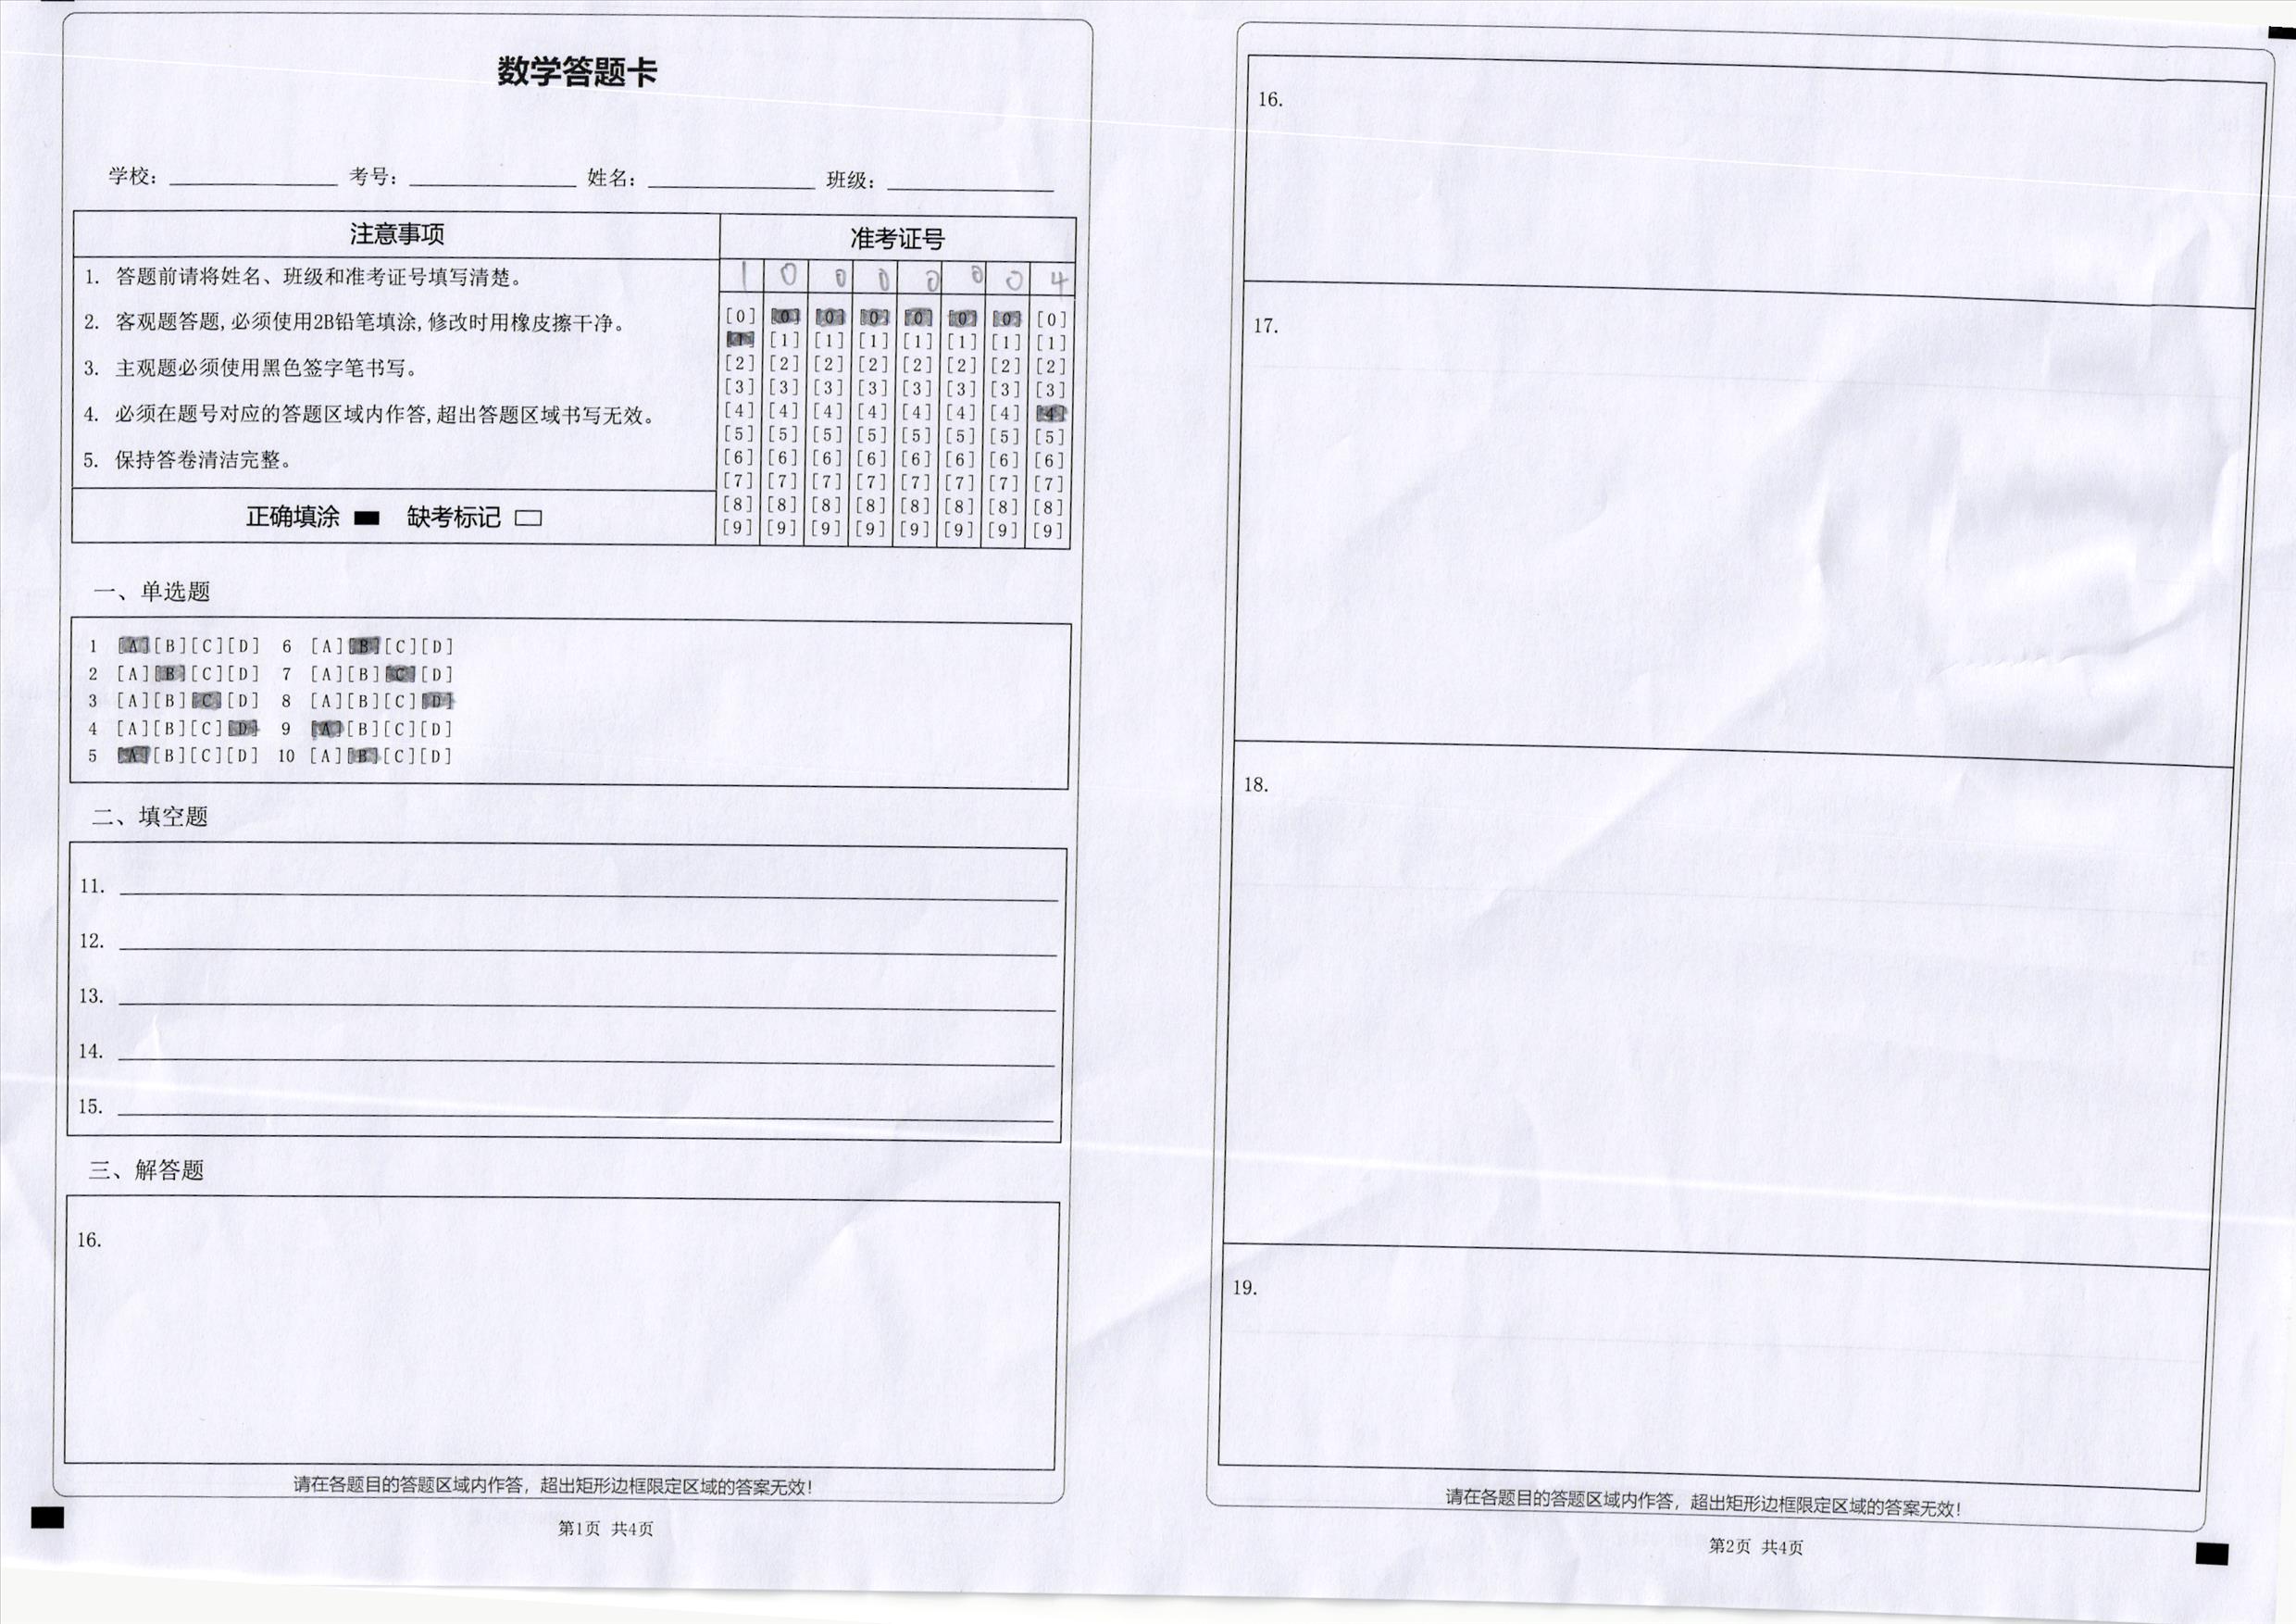 数学答题卡
学校: 考号: 姓名: 班级:
注意事项
1. 答题前请将姓名、班级和准考证号填写清楚。
2. 客观题答题,必须使用2B铅笔填涂,修改时用橡皮擦干净。
3. 主观题必须使用黑色签字笔书写。
4. 必须在题号对应的答题区域内作答,超出答题区域书写无效。
5. 保持答卷清洁完整。
正确填涂 缺考标记
准考证号
1 0 0 0 0 0 0 4
[0] [0] [0] [0] [0] [0] [0] [0]
[1] [1] [1] [1] [1] [1] [1] [1]
[2] [2] [2] [2] [2] [2] [2] [2]
[3] [3] [3] [3] [3] [3] [3] [3]
[4] [4] [4] [4] [4] [4] [4] [4]
[5] [5] [5] [5] [5] [5] [5] [5]
[6] [6] [6] [6] [6] [6] [6] [6]
[7] [7] [7] [7] [7] [7] [7] [7]
[8] [8] [8] [8] [8] [8] [8] [8]
[9] [9] [9] [9] [9] [9] [9] [9]
一、单选题
1 [A][B][C][D] 6 [A][B][C][D]
2 [A][B][C][D] 7 [A][B][C][D]
3 [A][B][C][D] 8 [A][B][C][D]
4 [A][B][C][D] 9 [A][B][C][D]
5 [A][B][C][D] 10 [A][B][C][D]
二、填空题
11.
12.
13.
14.
15.
三、解答题
16.
请在各题目的答题区域内作答，超出矩形边框限定区域的答案无效!
第1页 共4页
16.
17.
18.
19.
请在各题目的答题区域内作答，超出矩形边框限定区域的答案无效!
第2页 共4页